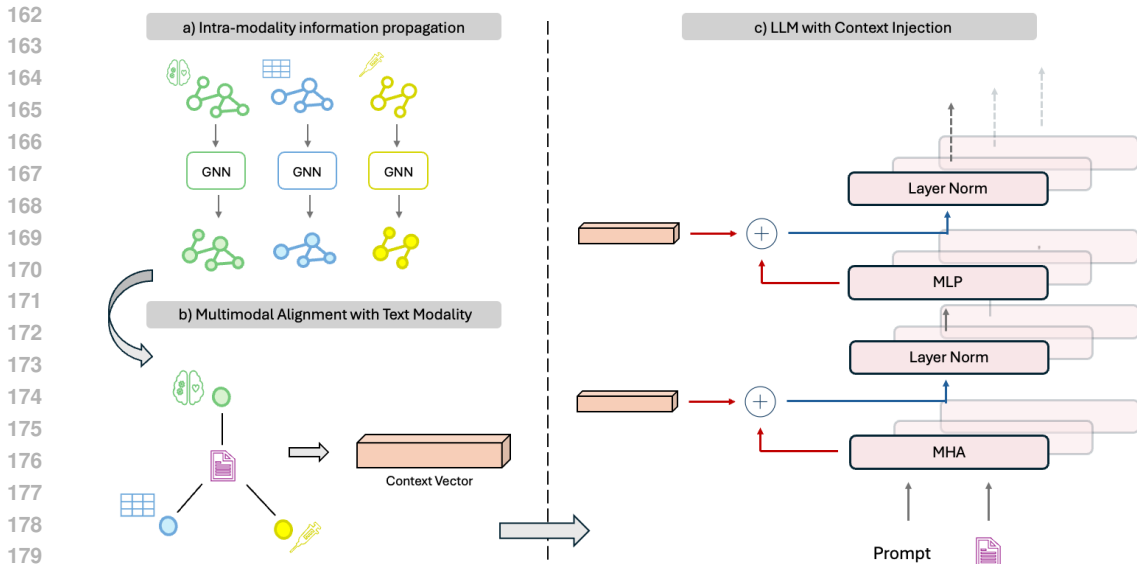 162
163
164
165
166
167
168
169
170
171
172
173
174
175
176
177
178
179
a) Intra-modality information propagation
GNN
GNN
GNN
b) Multimodal Alignment with Text Modality
Context Vector
c) LLM with Context Injection
Layer Norm
MLP
Layer Norm
MHA
Prompt